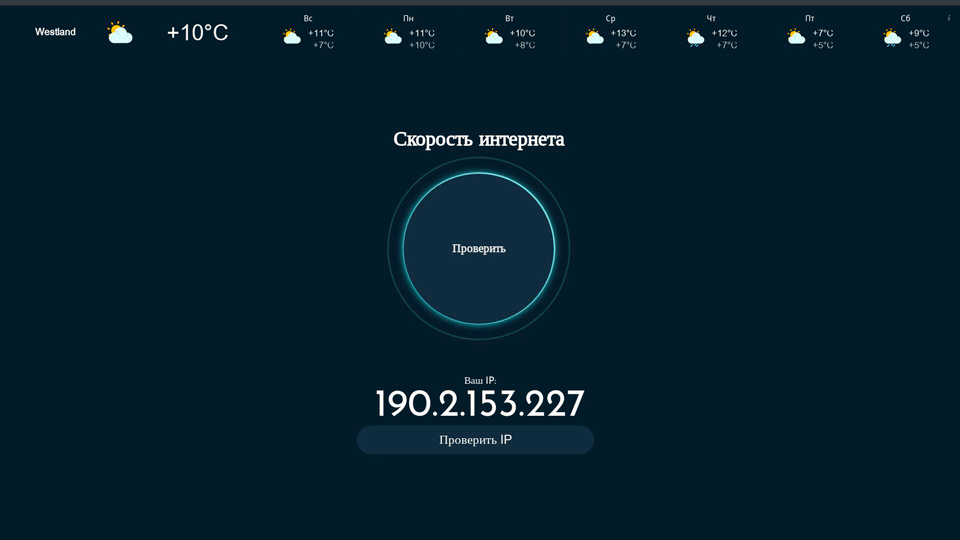 Westland
+10°C
Вс
+11°C
+7°C
Пн
+11°C
+10°C
Вт
+10°C
+8°C
Ср
+13°C
+7°C
Чт
+12°C
+7°C
Пт
+7°C
+5°C
Сб
+9°C
+5°C
i
Скорость интернета
Проверить
Ваш IP:
190.2.153.227
Проверить IP